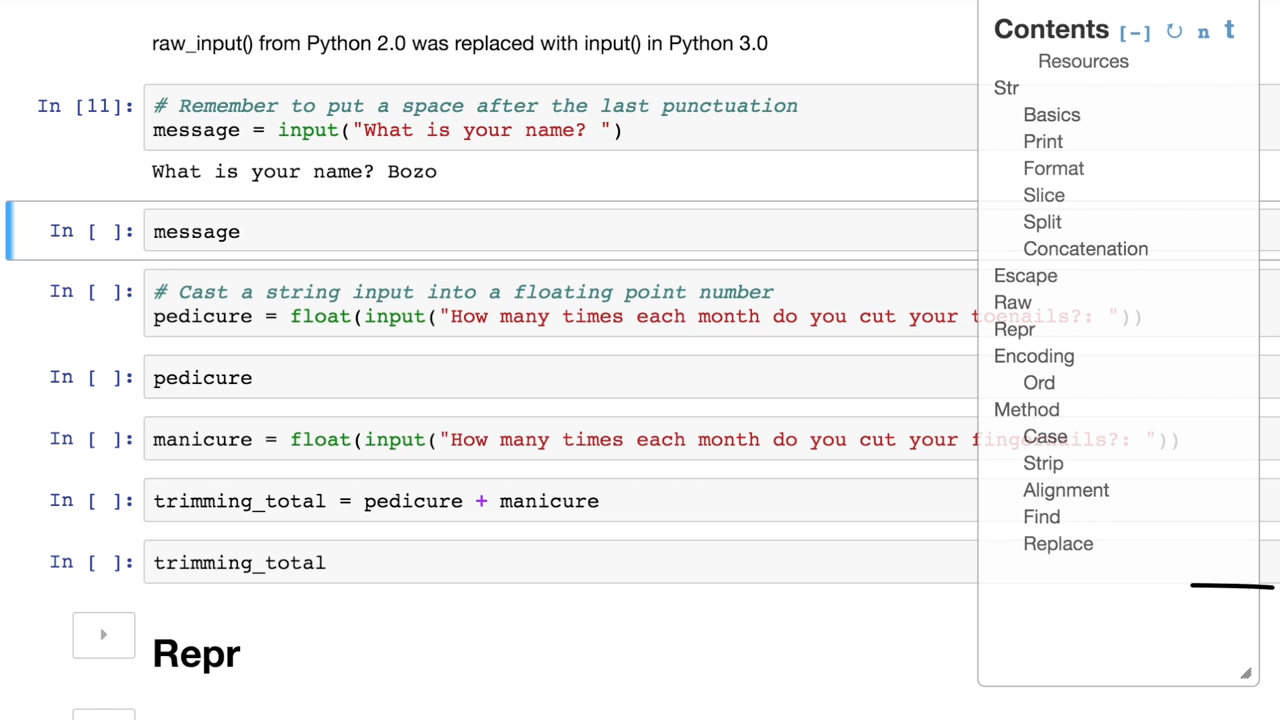 raw_input() from Python 2.0 was replaced with input() in Python 3.0
In [11]: # Remember to put a space after the last punctuation
message = input("What is your name? ")
What is your name? Bozo
In [ ]: message
In [ ]: # Cast a string input into a floating point number
pedicure = float(input("How many times each month do you cut your toenails?: "))
In [ ]: pedicure
In [ ]: manicure = float(input("How many times each month do you cut your fingernails?: "))
In [ ]: trimming_total = pedicure + manicure
In [ ]: trimming_total
Repr
Contents [-] n t
Resources
Str
Basics
Print
Format
Slice
Split
Concatenation
Escape
Raw
Repr
Encoding
Ord
Method
Case
Strip
Alignment
Find
Replace